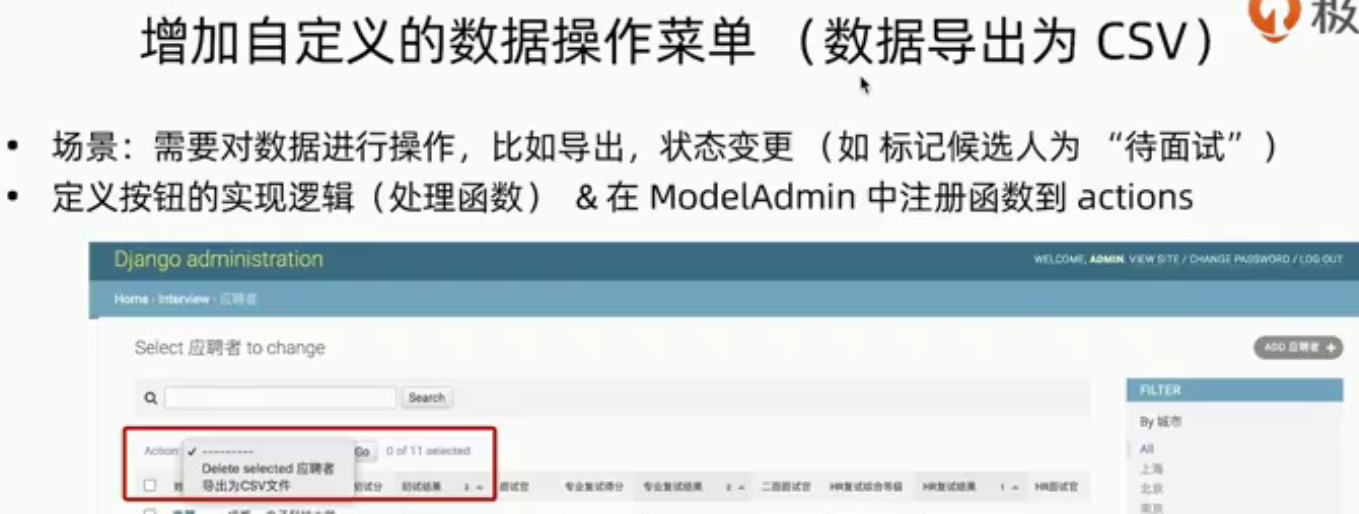 增加自定义的数据操作菜单 （数据导出为 CSV）
极
• 场景：需要对数据进行操作，比如导出，状态变更 （如 标记候选人为 “待面试” ）
• 定义按钮的实现逻辑（处理函数） & 在 ModelAdmin 中注册函数到 actions
Django administration
WELCOME, ADMIN. VIEW SITE / CHANGE PASSWORD / LOG OUT
Home › Interview › 应聘者
Select 应聘者 to change
ADD 应聘者 +
Search
FILTER
By 城市
Action: ✓ ---------
Go 0 of 11 selected
All
Delete selected 应聘者
上海
导出为CSV文件
初试分 初试结果 3 面试官 专业复试得分 专业复试结果 2 二面面试官 HR复试综合等级 HR复试结果 1 HR面试官
北京
南京